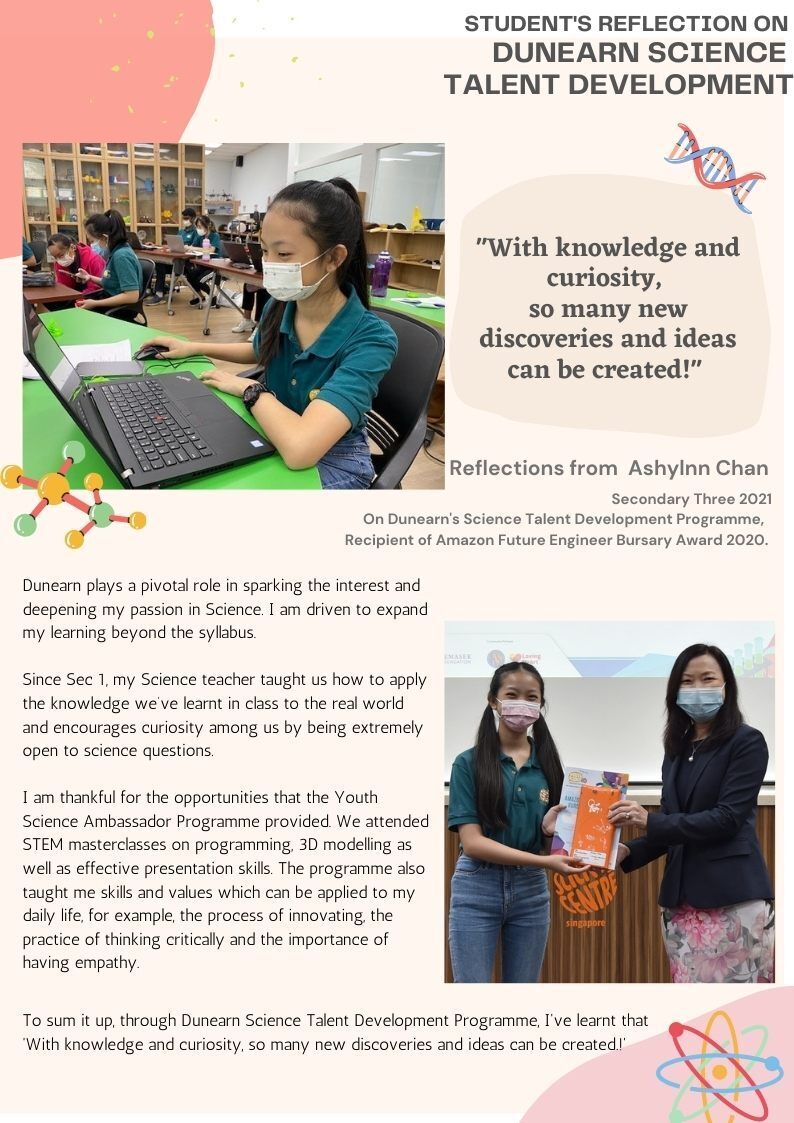 STUDENT'S REFLECTION ON
DUNEARN SCIENCE
TALENT DEVELOPMENT
"With knowledge and
curiosity,
so many new
discoveries and ideas
can be created!"
Reflections from Ashylnn Chan
Secondary Three 2021
On Dunearn's Science Talent Development Programme,
Recipient of Amazon Future Engineer Bursary Award 2020.
Dunearn plays a pivotal role in sparking the interest and
deepening my passion in Science. I am driven to expand
my learning beyond the syllabus.
Since Sec 1, my Science teacher taught us how to apply
the knowledge we've learnt in class to the real world
and encourages curiosity among us by being extremely
open to science questions.
I am thankful for the opportunities that the Youth
Science Ambassador Programme provided. We attended
STEM masterclasses on programming, 3D modelling as
well as effective presentation skills. The programme also
taught me skills and values which can be applied to my
daily life, for example, the process of innovating, the
practice of thinking critically and the importance of
having empathy.
SCIENCE
CENTRE
singapore
To sum it up, through Dunearn Science Talent Development Programme, I've learnt that
'With knowledge and curiosity, so many new discoveries and ideas can be created.!'